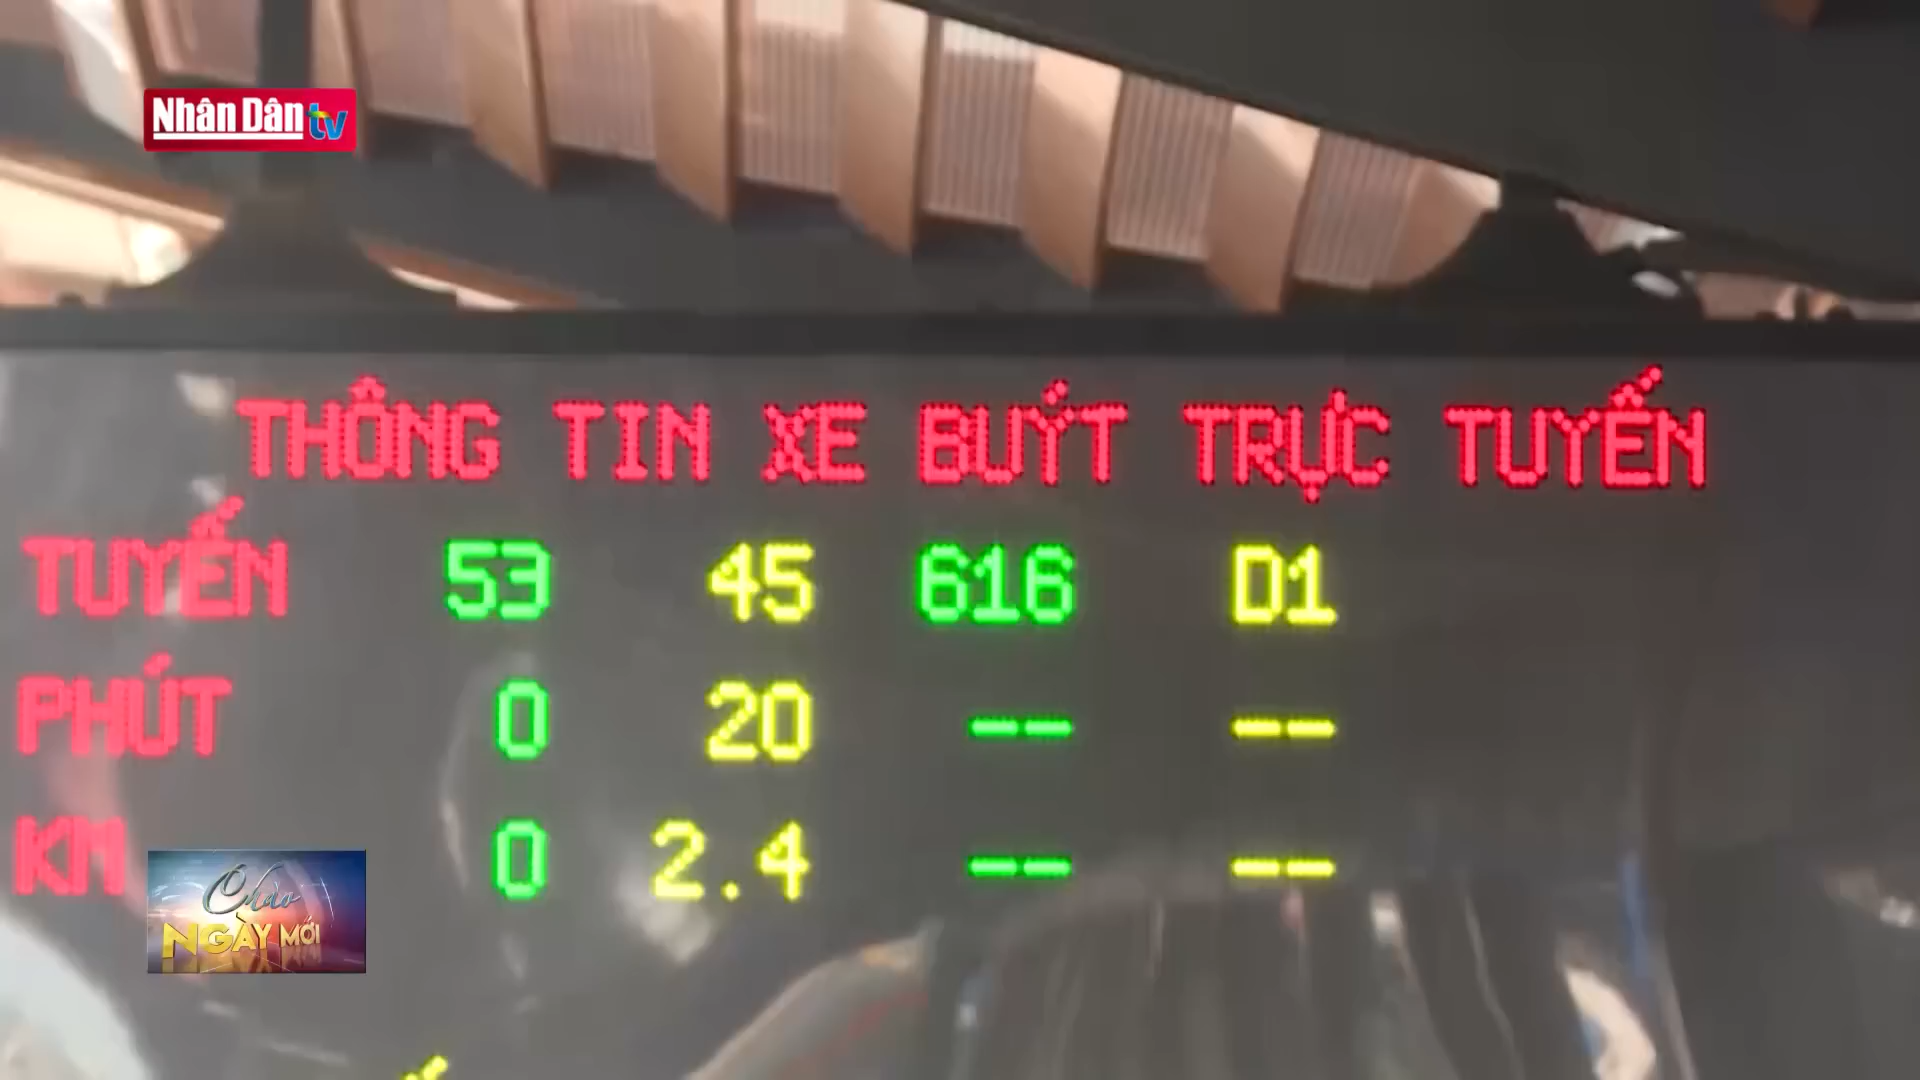 Nhân Dân tv
THÔNG TIN XE BUÝT TRỰC TUYẾN
TUYẾN 53 45 616 D1
PHÚT 0 20 -- --
KM 0 2.4 -- --
Chào
NGÀY MỚI